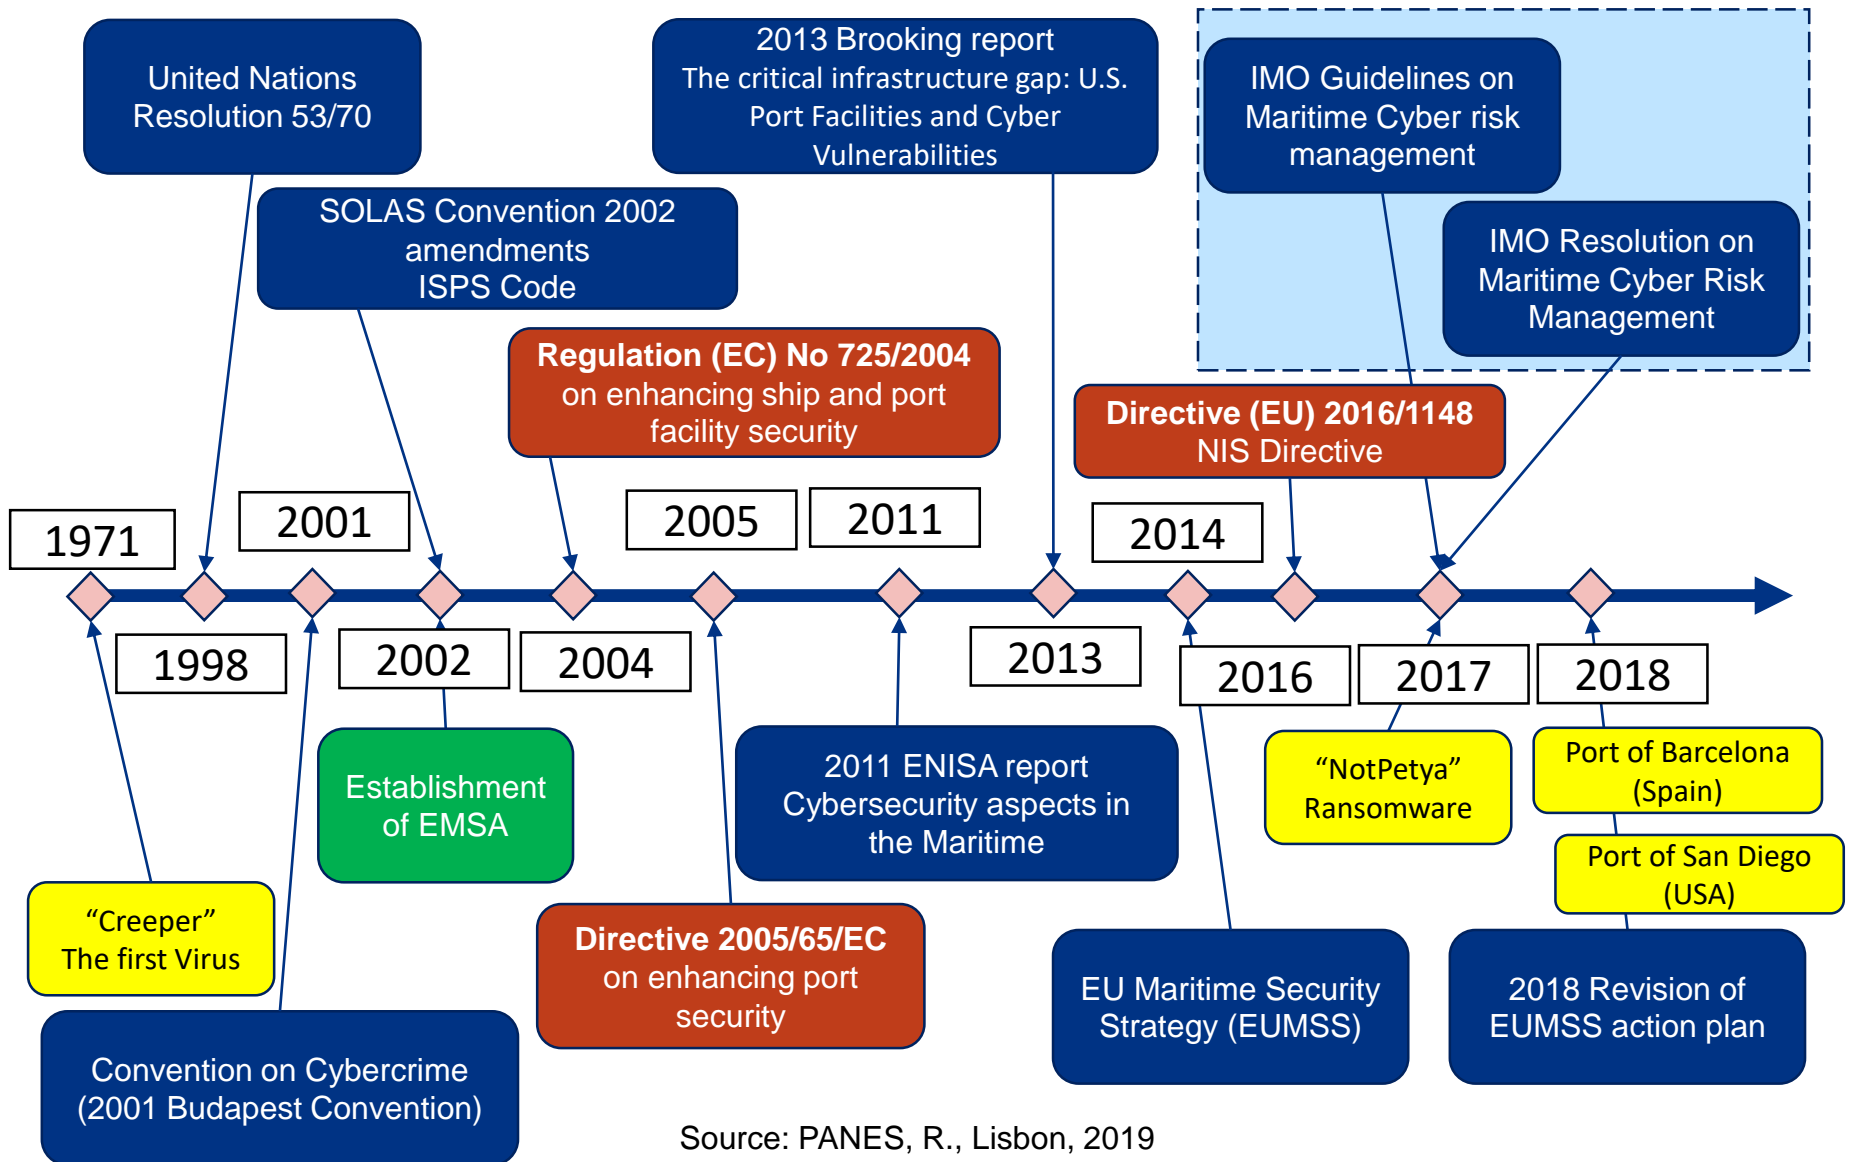 United Nations
Resolution 53/70
2013 Brooking report
The critical infrastructure gap: U.S.
Port Facilities and Cyber
Vulnerabilities
IMO Guidelines on
Maritime Cyber risk
management
SOLAS Convention 2002
amendments
ISPS Code
IMO Resolution on
Maritime Cyber Risk
Management
Regulation (EC) No 725/2004
on enhancing ship and port
facility security
Directive (EU) 2016/1148
NIS Directive
1971
2001
2005
2011
2014
1998
2002
2004
2013
2016
2017
2018
Establishment
of EMSA
2011 ENISA report
Cybersecurity aspects in
the Maritime
“NotPetya”
Ransomware
Port of Barcelona
(Spain)
Port of San Diego
(USA)
“Creeper”
The first Virus
Directive 2005/65/EC
on enhancing port
security
EU Maritime Security
Strategy (EUMSS)
2018 Revision of
EUMSS action plan
Convention on Cybercrime
(2001 Budapest Convention)
Source: PANES, R., Lisbon, 2019